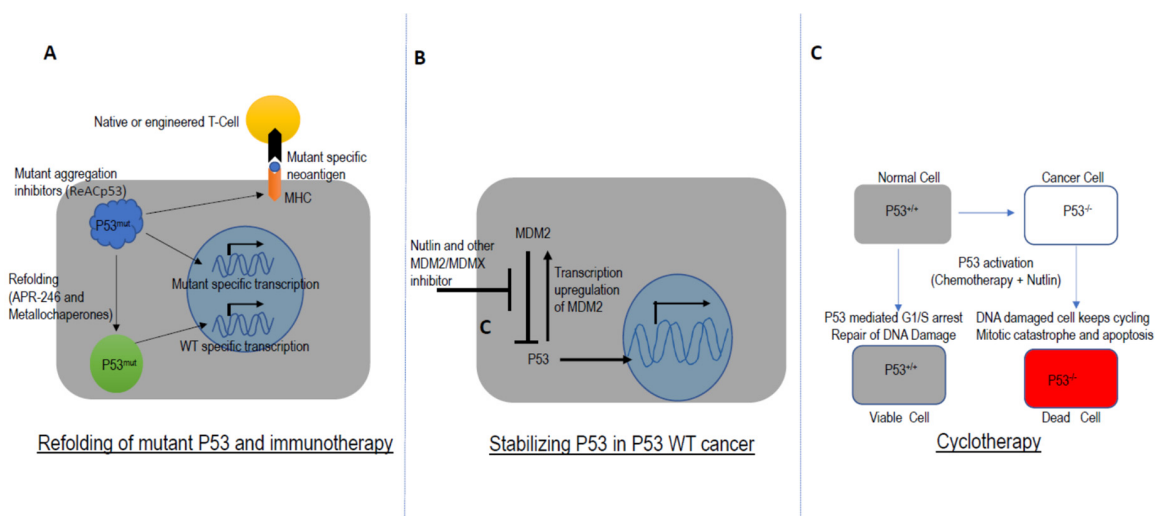 A
Native or engineered T-Cell
Mutant specific
neoantigen
Mutant aggregation
inhibitors (ReACp53)
MHC
P53mut
Refolding
(APR-246 and
Metallochaperones)
Mutant specific transcription
WT specific transcription
P53mut
Refolding of mutant P53 and immunotherapy
B
Nutlin and other
MDM2/MDMX
inhibitor
MDM2
Transcription
upregulation
of MDM2
C
P53
Stabilizing P53 in P53 WT cancer
C
Normal Cell
Cancer Cell
P53+/+
P53-/-
P53 activation
(Chemotherapy + Nutlin)
P53 mediated G1/S arrest
Repair of DNA Damage
DNA damaged cell keeps cycling
Mitotic catastrophe and apoptosis
P53+/+
P53-/-
Viable Cell
Dead Cell
Cyclotherapy